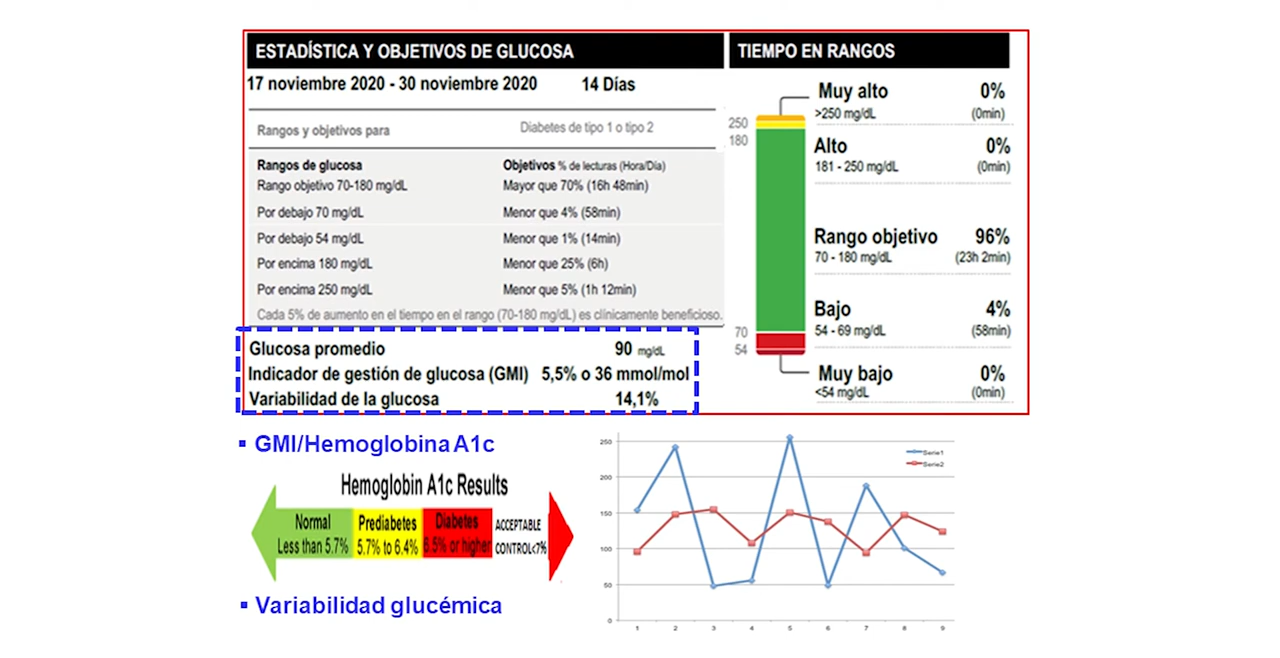 ESTADÍSTICA Y OBJETIVOS DE GLUCOSA
17 noviembre 2020 - 30 noviembre 2020 14 Días
Rangos y objetivos para Diabetes de tipo 1 o tipo 2
Rangos de glucosa Objetivos % de lecturas (Hora/Día)
Rango objetivo 70-180 mg/dL Mayor que 70% (16h 48min)
Por debajo 70 mg/dL Menor que 4% (58min)
Por debajo 54 mg/dL Menor que 1% (14min)
Por encima 180 mg/dL Menor que 25% (6h)
Por encima 250 mg/dL Menor que 5% (1h 12min)
Cada 5% de aumento en el tiempo en el rango (70-180 mg/dL) es clínicamente beneficioso.
Glucosa promedio 90 mg/dL
Indicador de gestión de glucosa (GMI) 5,5% o 36 mmol/mol
Variabilidad de la glucosa 14,1%
TIEMPO EN RANGOS
Muy alto 0%
>250 mg/dL (0min)
250
180
Alto 0%
181 - 250 mg/dL (0min)
Rango objetivo 96%
70 - 180 mg/dL (23h 2min)
Bajo 4%
54 - 69 mg/dL (58min)
70
54
Muy bajo 0%
<54 mg/dL (0min)
▪ GMI/Hemoglobina A1c
Hemoglobin A1c Results
Normal Prediabetes Diabetes ACCEPTABLE
Less than 5.7% 5.7% to 6.4% 6.5% or higher CONTROL<7%
▪ Variabilidad glucémica
250
200
150
100
50
0
1 2 3 4 5 6 7 8 9
Serie1
Serie2